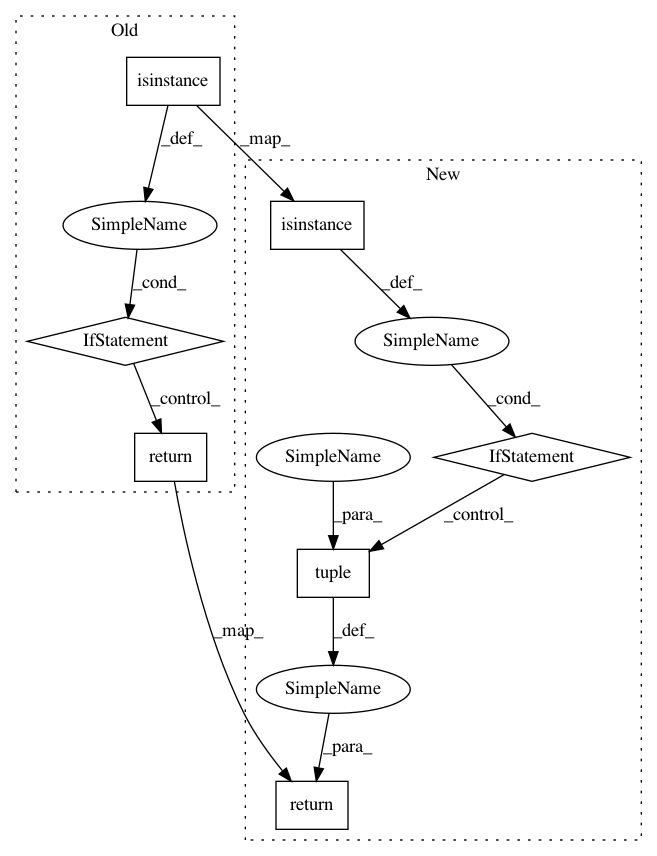 Old
isinstance
_def_
_map_
New
SimpleName
isinstance
_cond_
_def_
IfStatement
SimpleName
_control_
_cond_
return
SimpleName
IfStatement
_para_
_control_
tuple
_map_
_def_
SimpleName
_para_
return